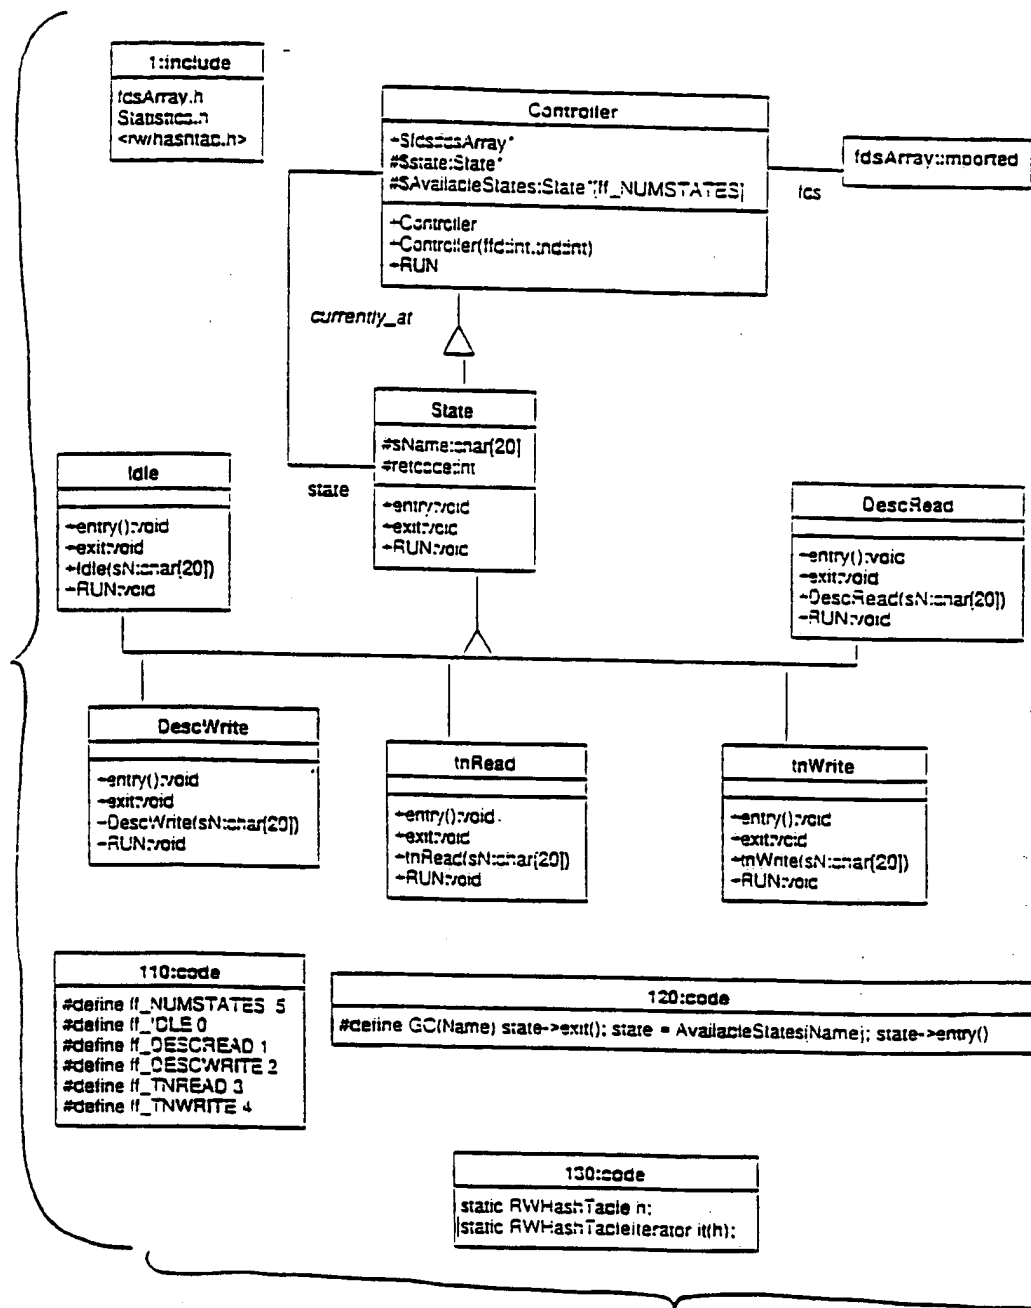 1:include
fdsArray.h
Statistics.h
<rw/hashtab.h>
Controller
+$fds:fdsArray*
#$state:State*
#$AvailableStates:State*[ff_NUMSTATES]
+Controller
+Controller(ffd:int,nd:int)
+RUN
fdsArray::imported
fds
currently_at
State
#sName:char[20]
#retcode:int
+entry:void
+exit:void
+RUN:void
state
Idle
+entry():void
+exit:void
+Idle(sN:char[20])
+RUN:void
DescRead
+entry():void
+exit:void
+DescRead(sN:char[20])
+RUN:void
DescWrite
+entry():void
+exit:void
+DescWrite(sN:char[20])
+RUN:void
tnRead
+entry():void
+exit:void
+tnRead(sN:char[20])
+RUN:void
tnWrite
+entry():void
+exit:void
+tnWrite(sN:char[20])
+RUN:void
110:code
#define ff_NUMSTATES 5
#define ff_IDLE 0
#define ff_DESCREAD 1
#define ff_DESCWRITE 2
#define ff_TNREAD 3
#define ff_TNWRITE 4
120:code
#define GO(Name) state->exit(); state = AvailableStates[Name]; state->entry()
130:code
static RWHashTable h;
static RWHashTableIterator it(h);